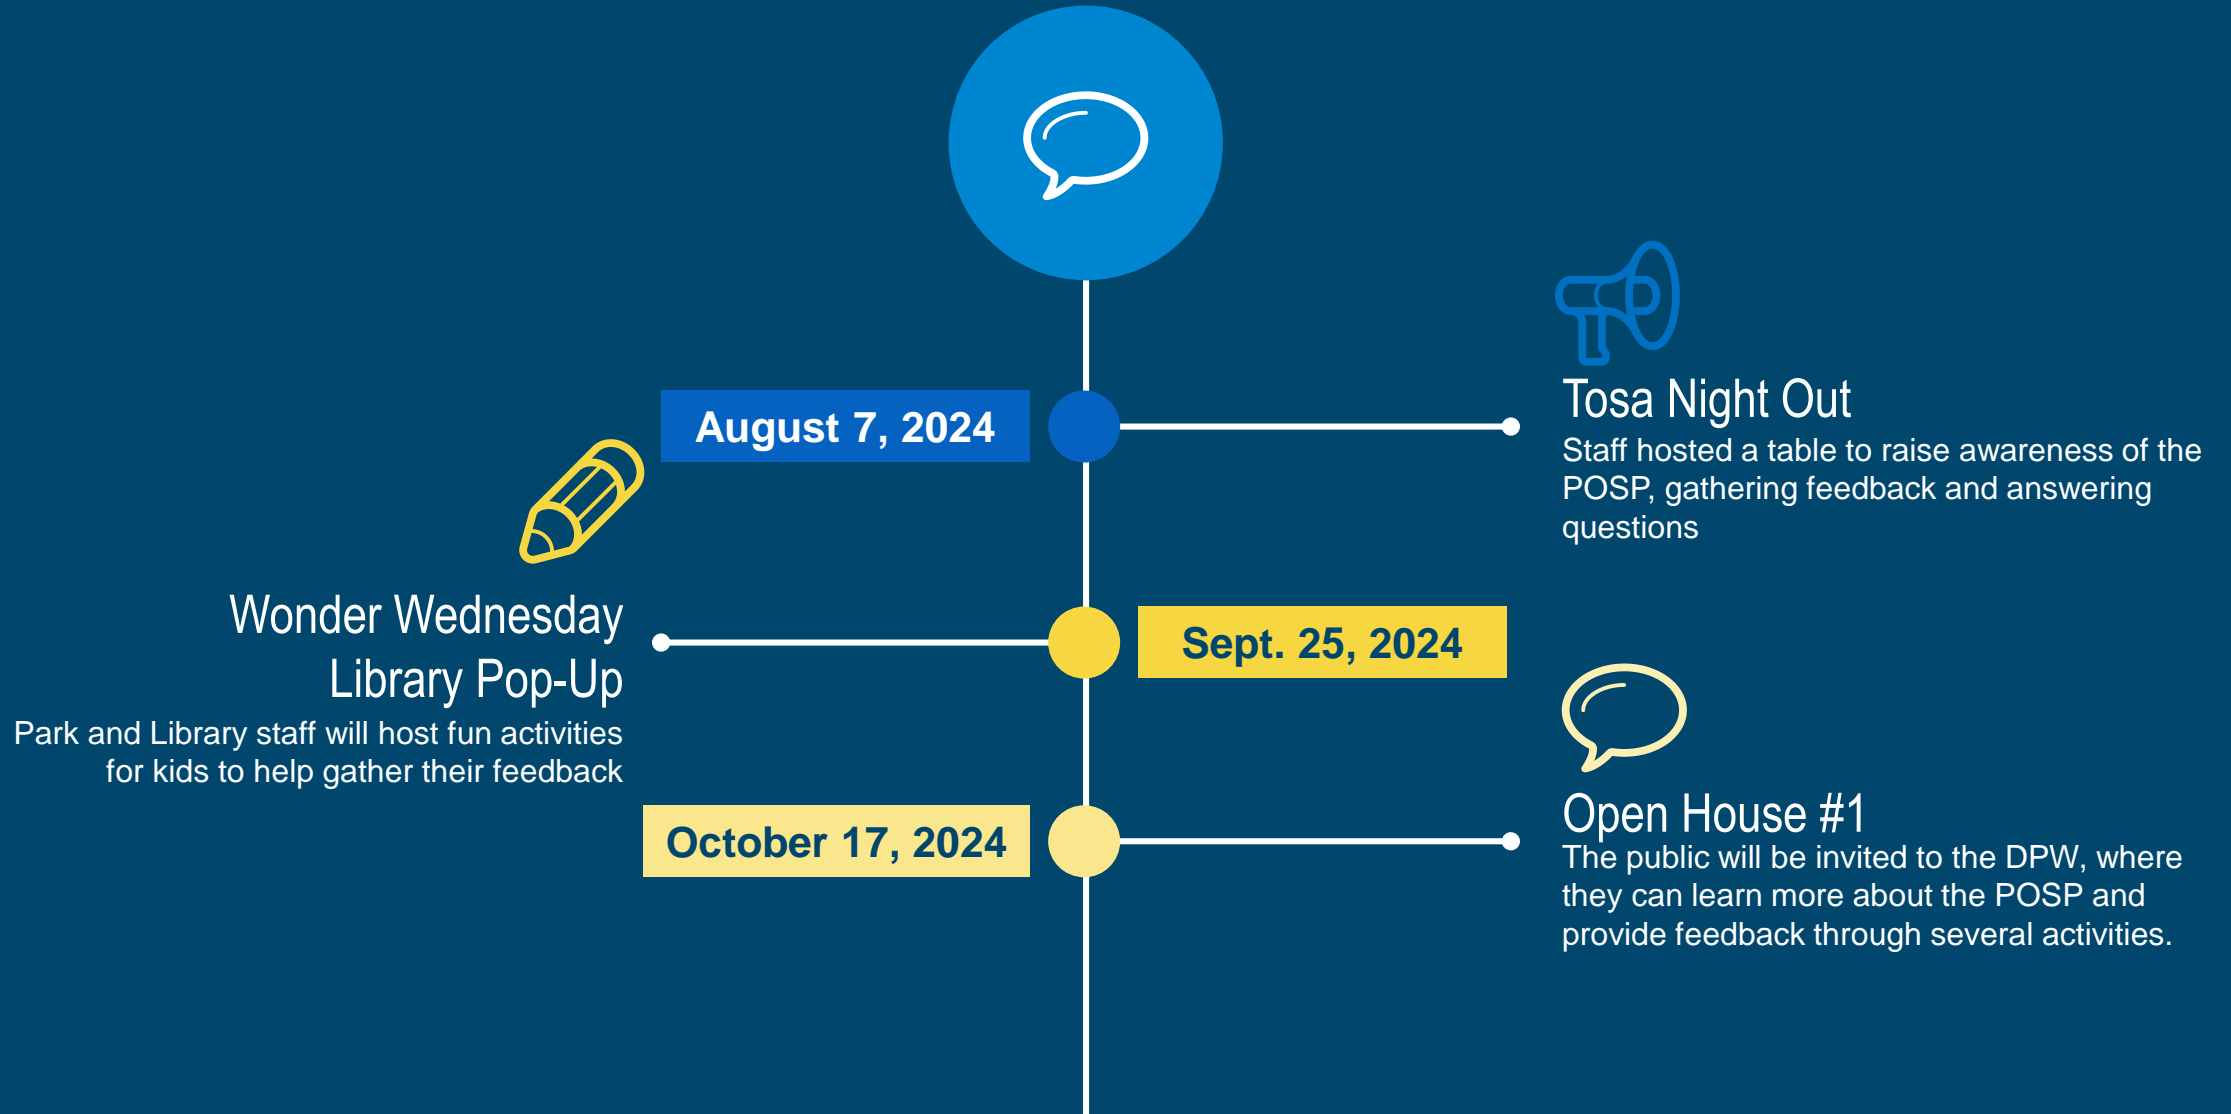 August 7, 2024
Tosa Night Out
Staff hosted a table to raise awareness of the
POSP, gathering feedback and answering
questions
Wonder Wednesday
Library Pop-Up
Park and Library staff will host fun activities
for kids to help gather their feedback
Sept. 25, 2024
October 17, 2024
Open House #1
The public will be invited to the DPW, where
they can learn more about the POSP and
provide feedback through several activities.